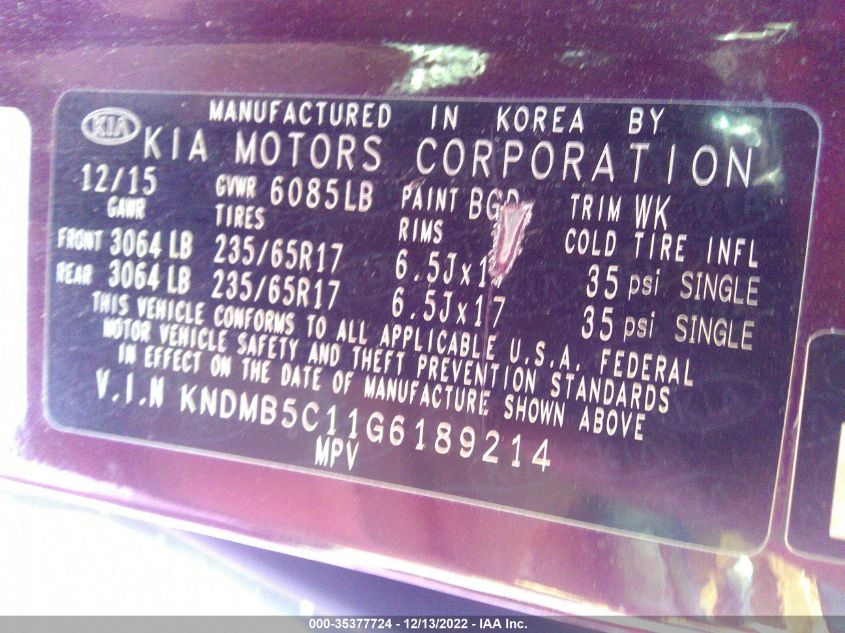 MANUFACTURED IN KOREA BY
KIA KIA MOTORS CORPORATION
12/15 GVWR 6085LB PAINT TRIM WK
GAWR TIRES RIMS COLD TIRE INFL
FRONT 3064 LB 235/65R17 35 psi SINGLE
REAR 3064 LB 235/65R17 6.5Jx17 35 psi SINGLE
THIS VEHICLE CONFORMS TO ALL APPLICABLE U.S.A. FEDERAL
MOTOR VEHICLE SAFETY AND THEFT PREVENTION STANDARDS
IN EFFECT ON THE DATE OF MANUFACTURE SHOWN ABOVE
V.I.N KNDMB5C11G6189214
MPV
000-35377724 - 12/13/2022 - IAA Inc.